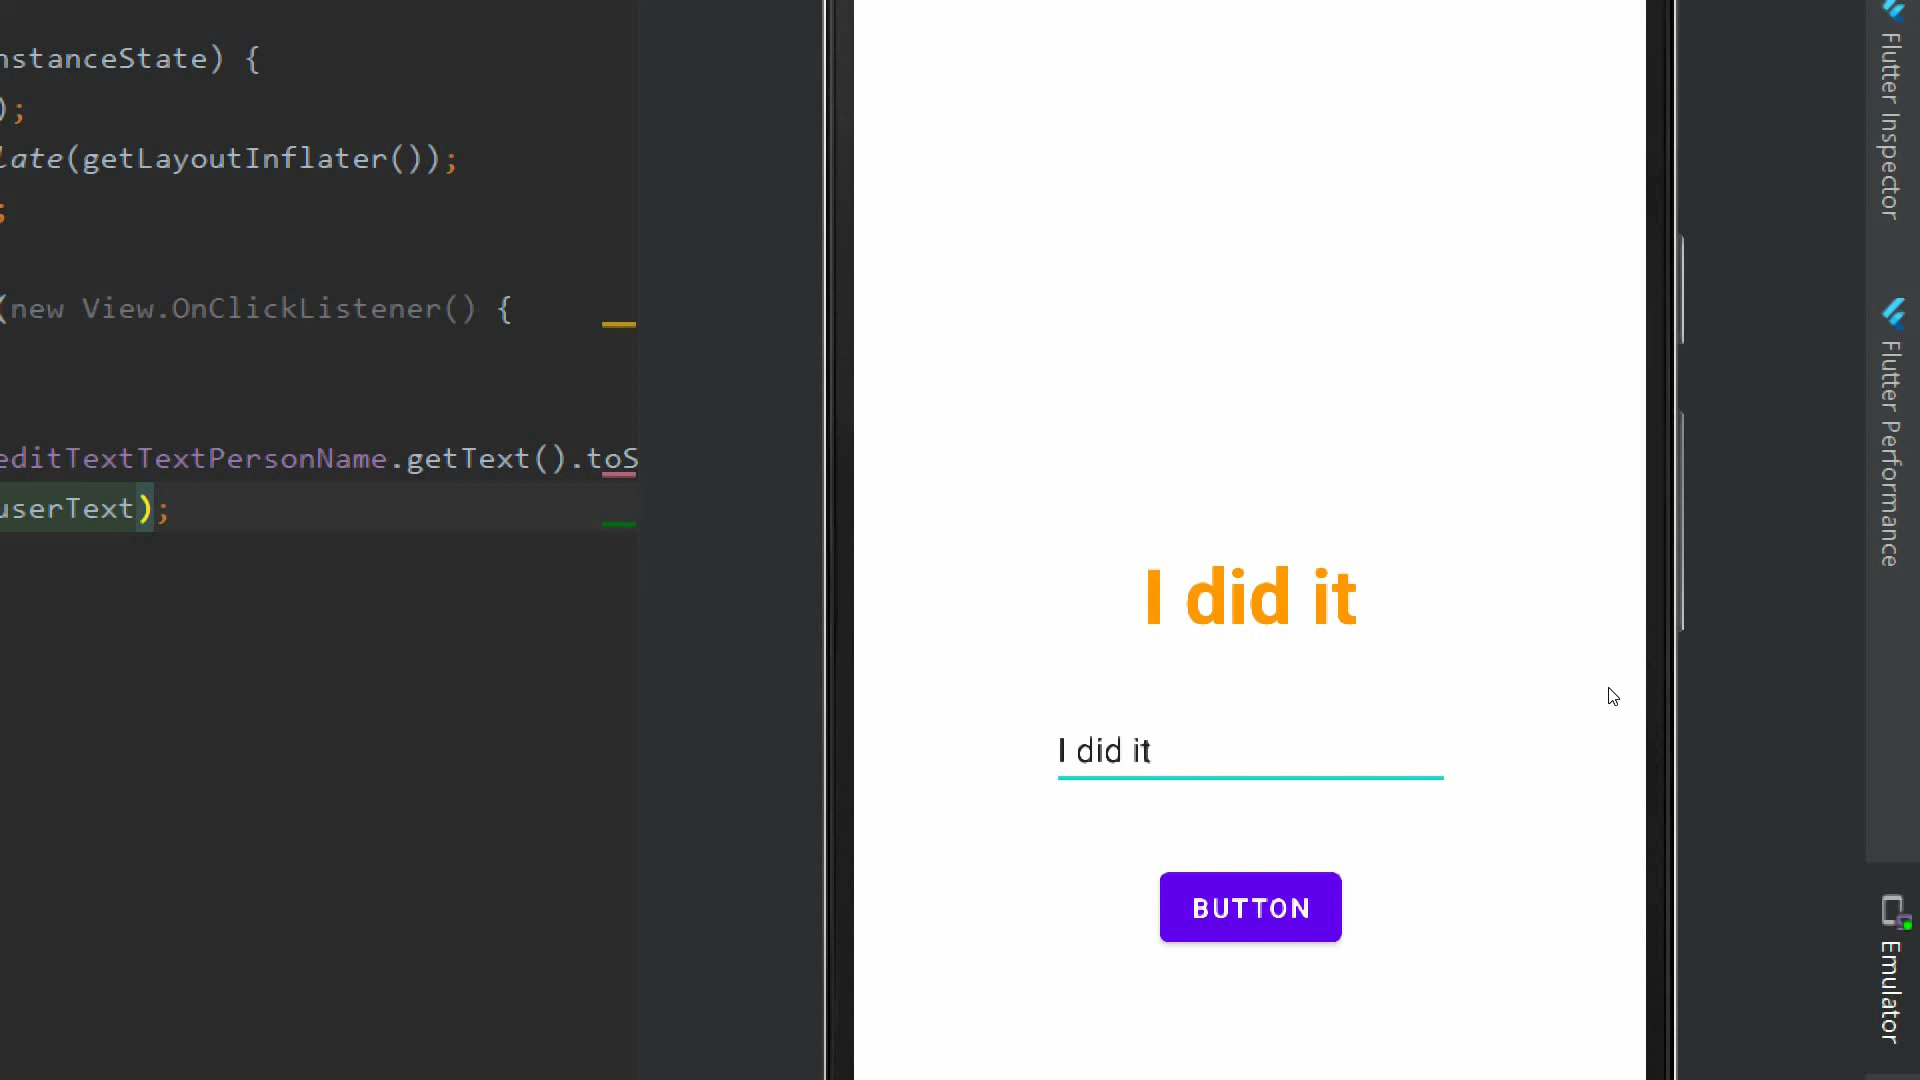 nstanceState) {
);
late(getLayoutInflater());
;
(new View.OnClickListener() {
editTextTextPersonName.getText().toS
userText);
I did it
I did it
BUTTON
Flutter Inspector
Flutter Performance
Emulator